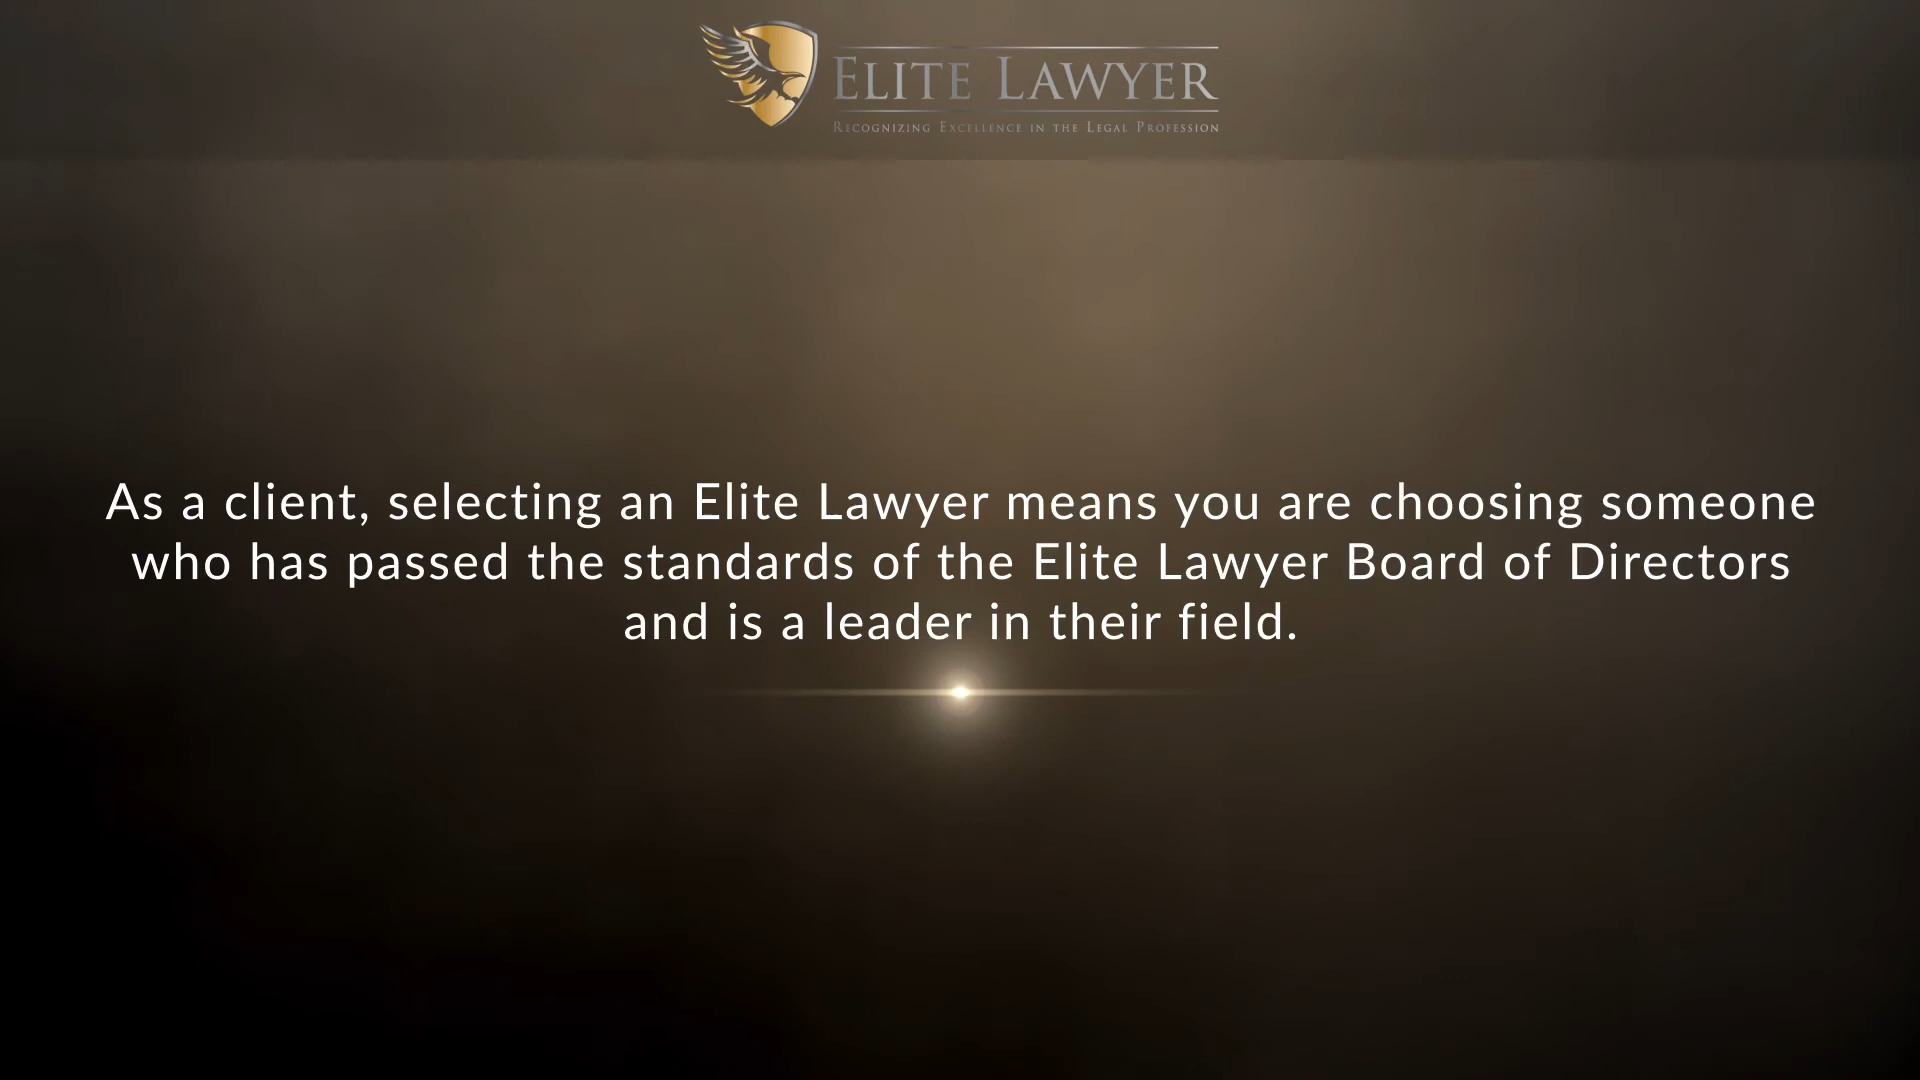 ELITE LAWYER
RECOGNIZING EXCELLENCE IN THE LEGAL PROFESSION
As a client, selecting an Elite Lawyer means you are choosing someone
who has passed the standards of the Elite Lawyer Board of Directors
and is a leader in their field.